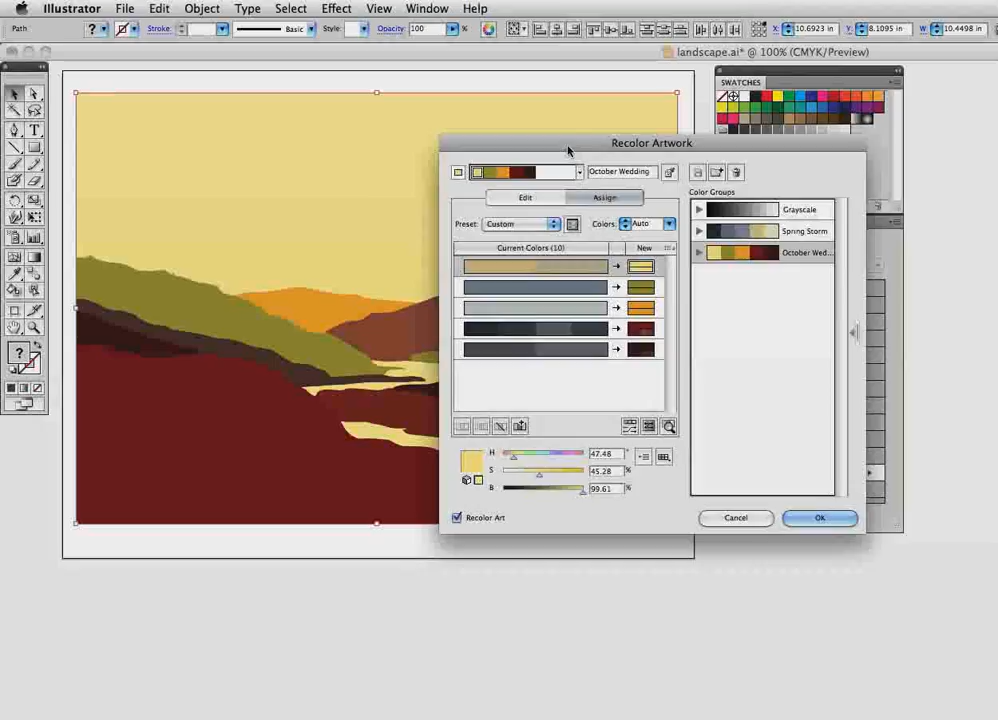 Illustrator File Edit Object Type Select Effect View Window Help
Path ? Stroke: Basic Style: Opacity 100 X: 10.6923 in Y: 8.1095 in W: 10.4498 in
landscape.ai* @ 100% (CMYK/Preview)
SWATCHES
Recolor Artwork
October Wedding
Color Groups
Edit Assign
Grayscale
Preset: Custom Colors: Auto
Spring Storm
Current Colors (10) New
October Wed...
?
H 47.48 °
S 45.28 %
B 99.61 %
Recolor Art Cancel OK